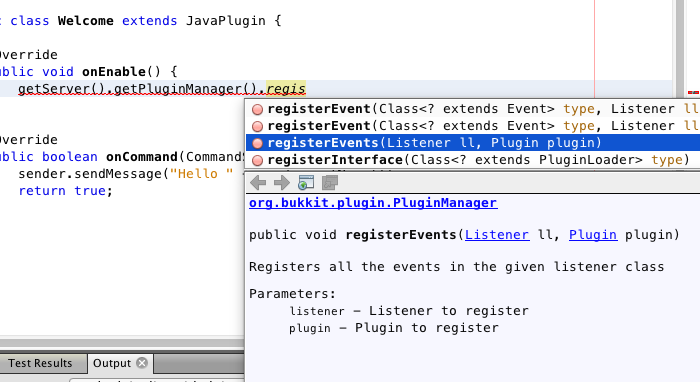 class Welcome extends JavaPlugin {
Override
public void onEnable() {
getServer().getPluginManager().regis
registerEvent(Class<? extends Event> type, Listener ll
registerEvent(Class<? extends Event> type, Listener ll
Override
registerEvents(Listener ll, Plugin plugin)
public boolean onCommand(CommandS
registerInterface(Class<? extends PluginLoader> type)
sender.sendMessage("Hello "
return true;
org.bukkit.plugin.PluginManager
public void registerEvents(Listener ll, Plugin plugin)
Registers all the events in the given listener class
Parameters:
listener – Listener to register
plugin – Plugin to register
Test Results Output